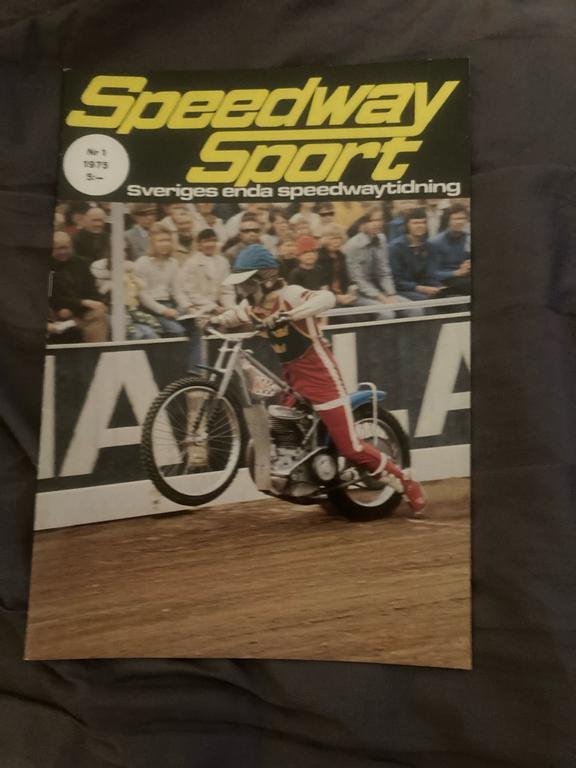 Speedway
Sport
Nr 1
1975
5:-
Sveriges enda speedwaytidning